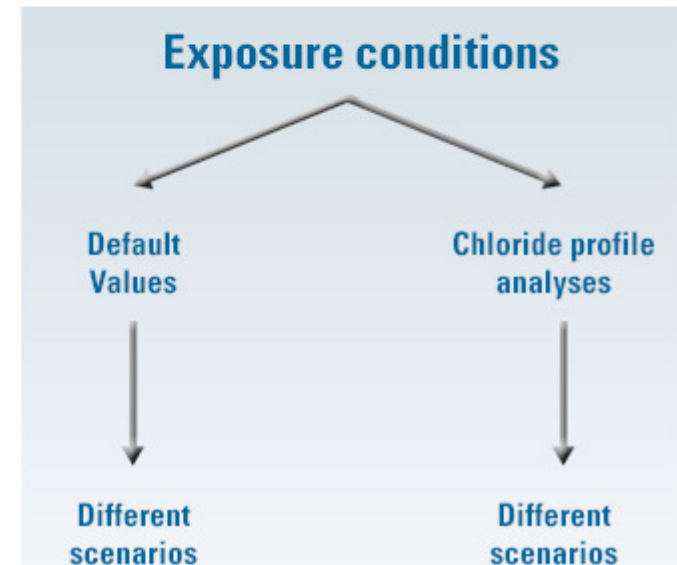 Exposure conditions
Default
Values
Chloride profile
analyses
Different
scenarios
Different
scenarios